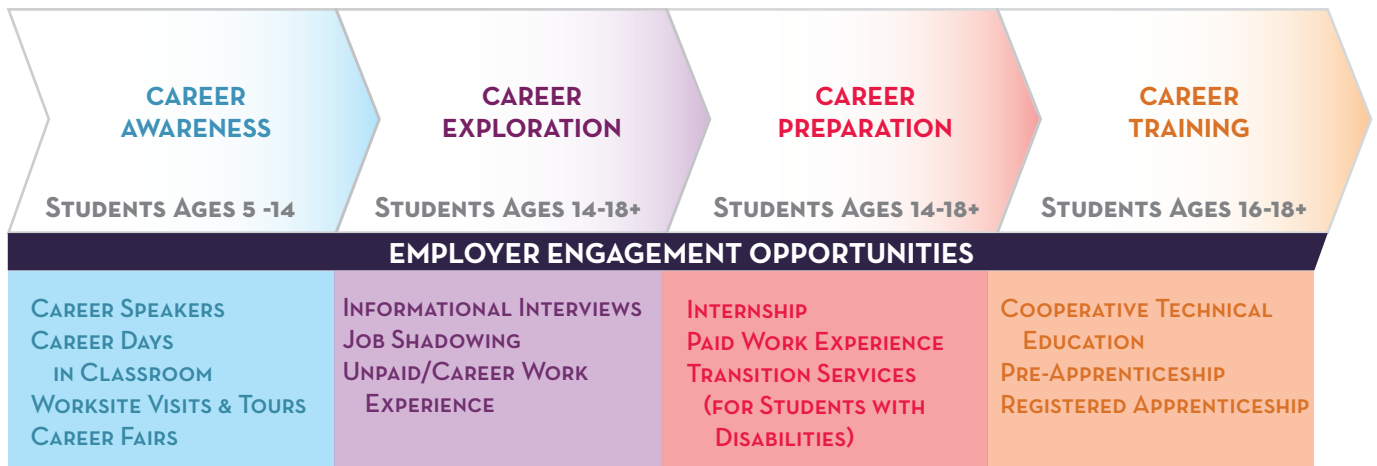 CAREER
AWARENESS
STUDENTS AGES 5 -14
CAREER
EXPLORATION
STUDENTS AGES 14-18+
CAREER
PREPARATION
STUDENTS AGES 14-18+
CAREER
TRAINING
STUDENTS AGES 16-18+
EMPLOYER ENGAGEMENT OPPORTUNITIES
CAREER SPEAKERS
CAREER DAYS
IN CLASSROOM
WORKSITE VISITS & TOURS
CAREER FAIRS
INFORMATIONAL INTERVIEWS
JOB SHADOWING
UNPAID/CAREER WORK
EXPERIENCE
INTERNSHIP
PAID WORK EXPERIENCE
TRANSITION SERVICES
(FOR STUDENTS WITH
DISABILITIES)
COOPERATIVE TECHNICAL
EDUCATION
PRE-APPRENTICESHIP
REGISTERED APPRENTICESHIP